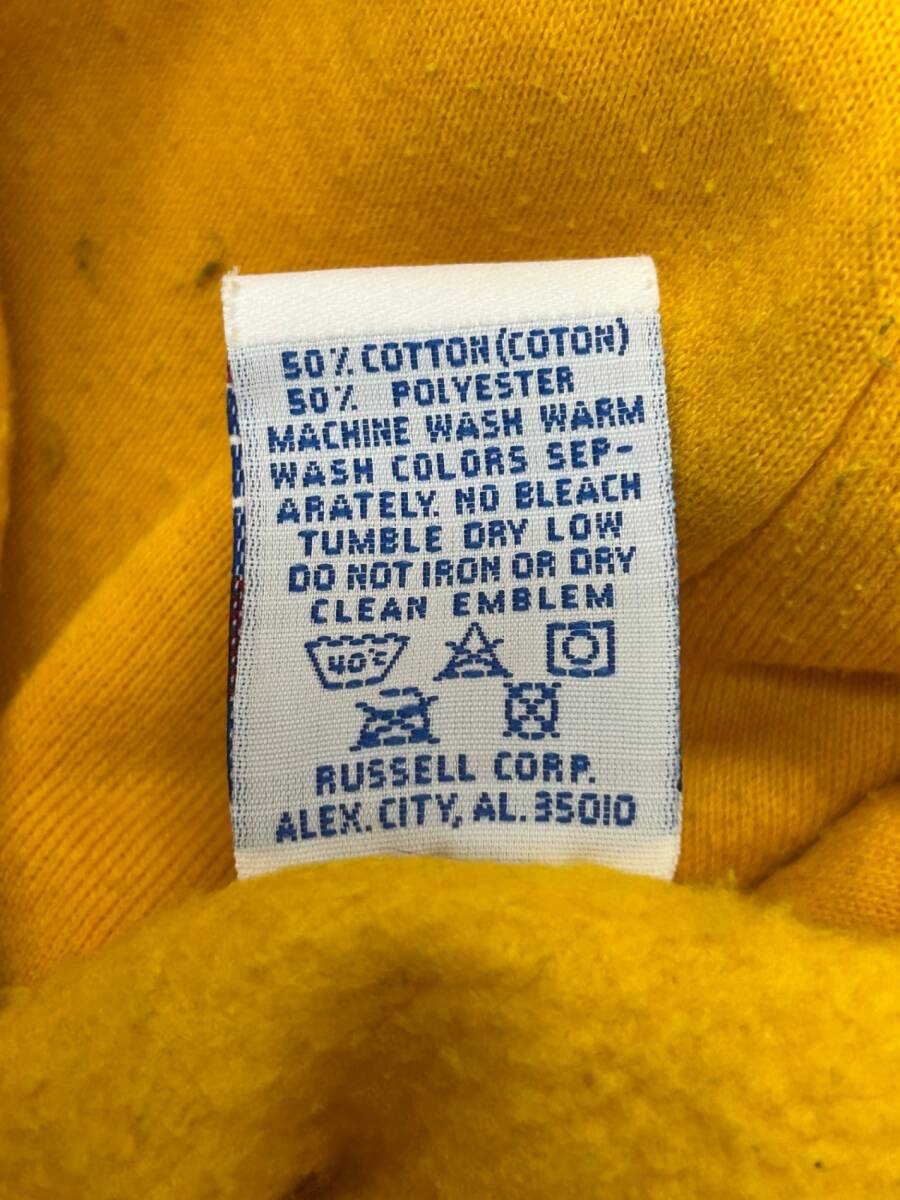 50% COTTON (COTON)
50% POLYESTER
MACHINE WASH WARM
WASH COLORS SEP-
ARATELY. NO BLEACH
TUMBLE DRY LOW
DO NOT IRON OR DRY
CLEAN EMBLEM
40°C
RUSSELL CORP.
ALEX. CITY, AL. 35010